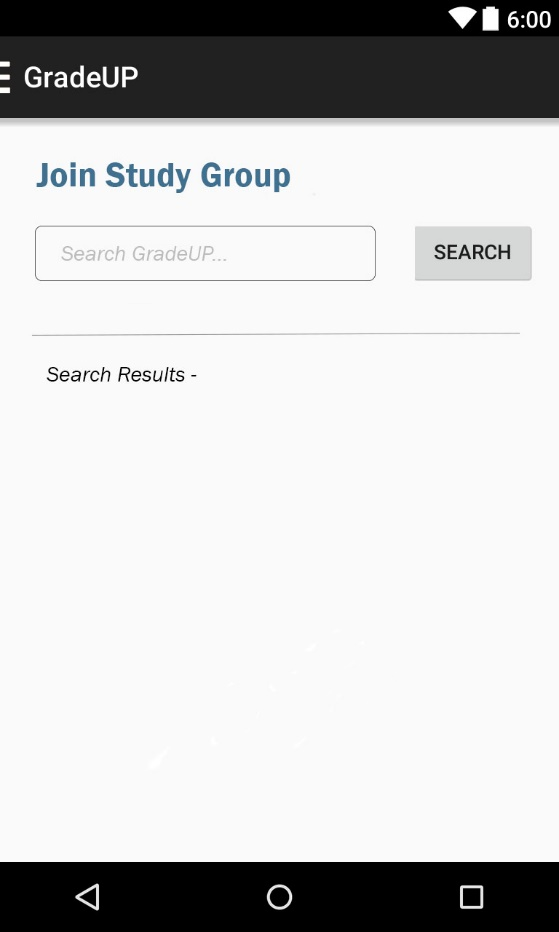 6:00
GradeUP
Join Study Group
Search GradeUP...
SEARCH
Search Results -